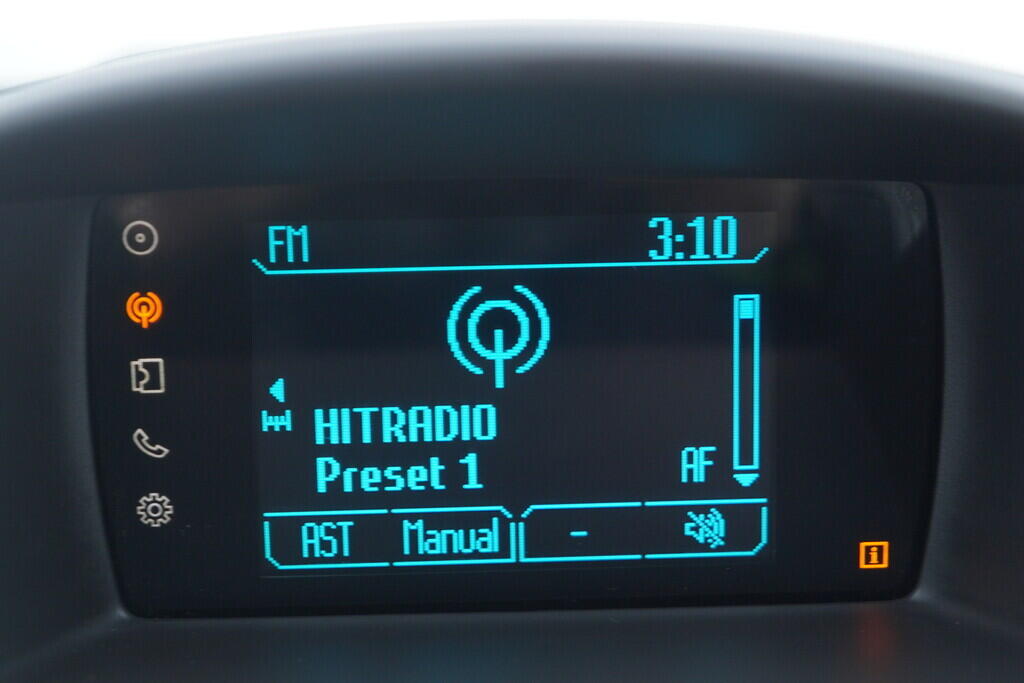 FM 3:10
HITRADIO
Preset 1 AF
AST Manual -
i